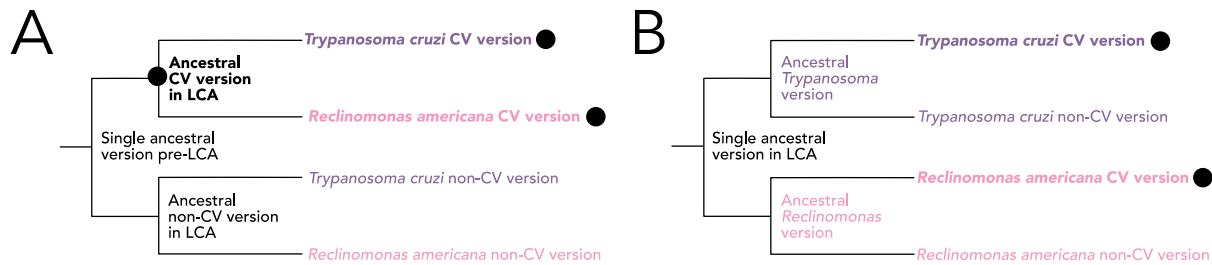 A
Trypanosoma cruzi CV version
Ancestral
CV version
in LCA
Reclinomonas americana CV version
Single ancestral
version pre-LCA
Trypanosoma cruzi non-CV version
Ancestral
non-CV version
in LCA
Reclinomonas americana non-CV version
B
Trypanosoma cruzi CV version
Ancestral
Trypanosoma
version
Trypanosoma cruzi non-CV version
Single ancestral
version in LCA
Reclinomonas americana CV version
Ancestral
Reclinomonas
version
Reclinomonas americana non-CV version